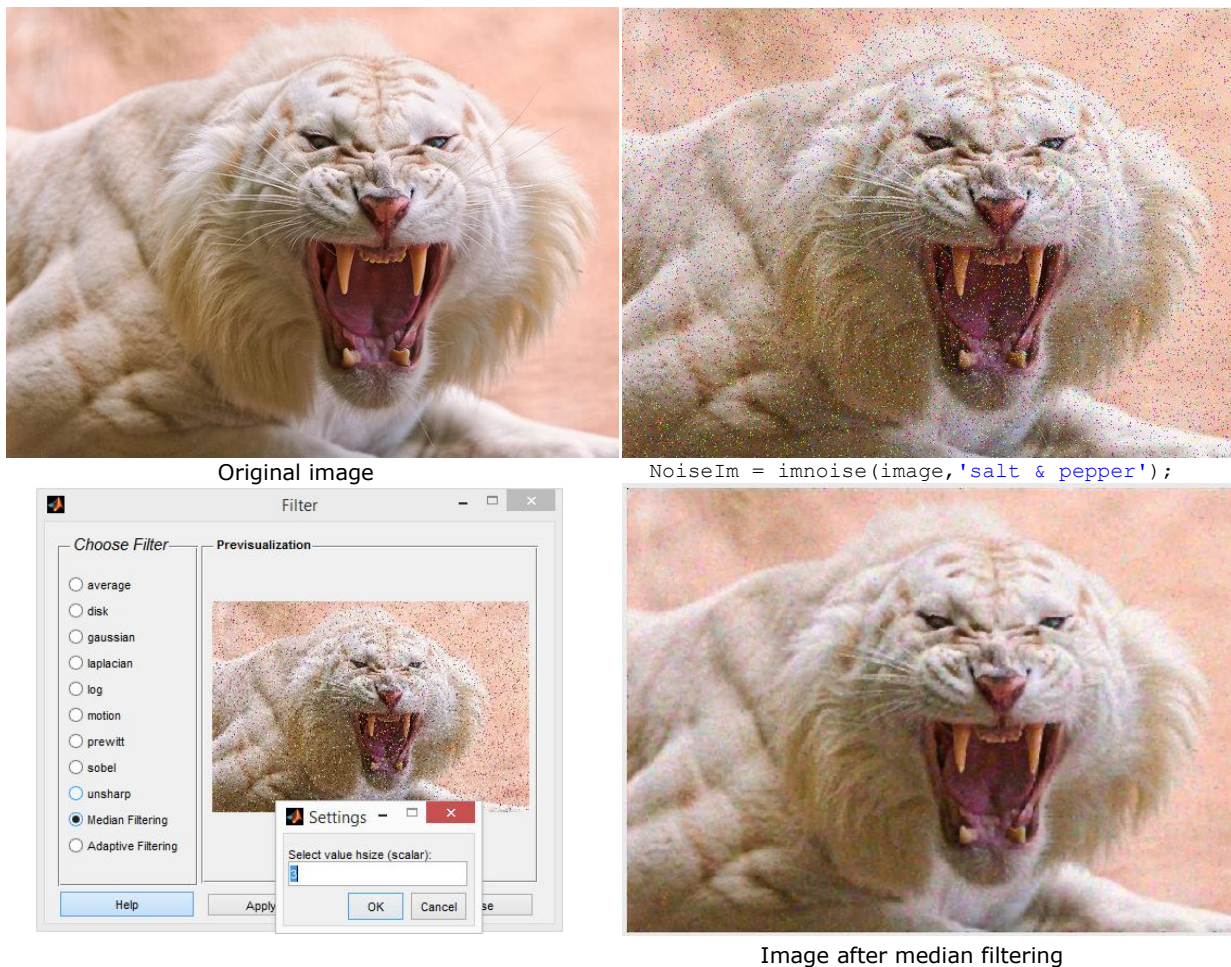 Original image
NoiseIm = imnoise(image,'salt & pepper');
Filter
Choose Filter
average
disk
gaussian
laplacian
log
motion
prewitt
sobel
unsharp
Median Filtering
Adaptive Filtering
Previsualization
Settings
Select value hsize (scalar):
3
OK Cancel
Help Apply se
Image after median filtering